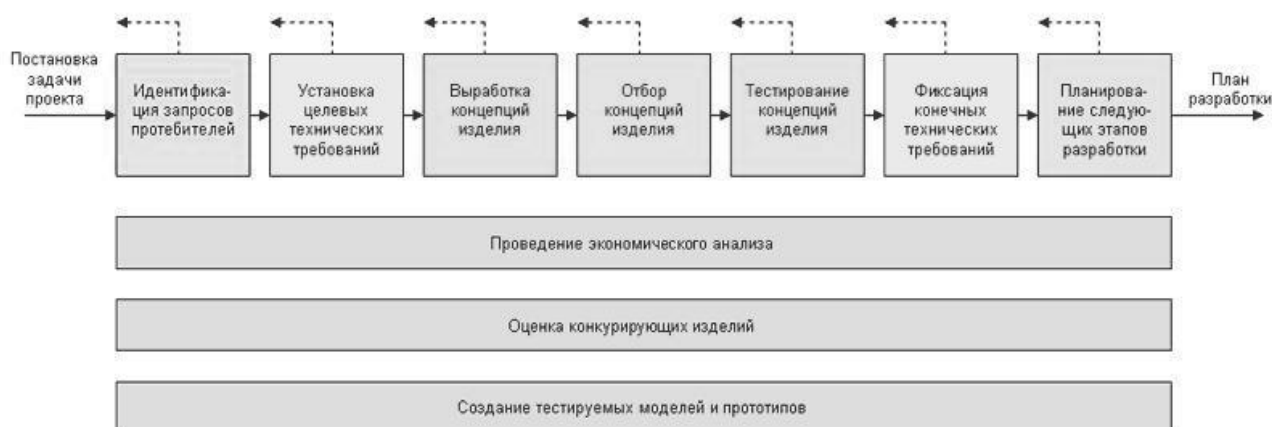 Постановка
задачи
проекта
Идентифика-
ция запросов
протебителей
Установка
целевых
технических
требований
Выработка
концепций
изделия
Отбор
концепций
изделия
Тестирование
концепций
изделия
Фиксация
конечных
технических
требований
Планирова-
ние следую-
щих этапов
разработки
План
разработки
Проведение экономического анализа
Оценка конкурирующих изделий
Создание тестируемых моделей и прототипов